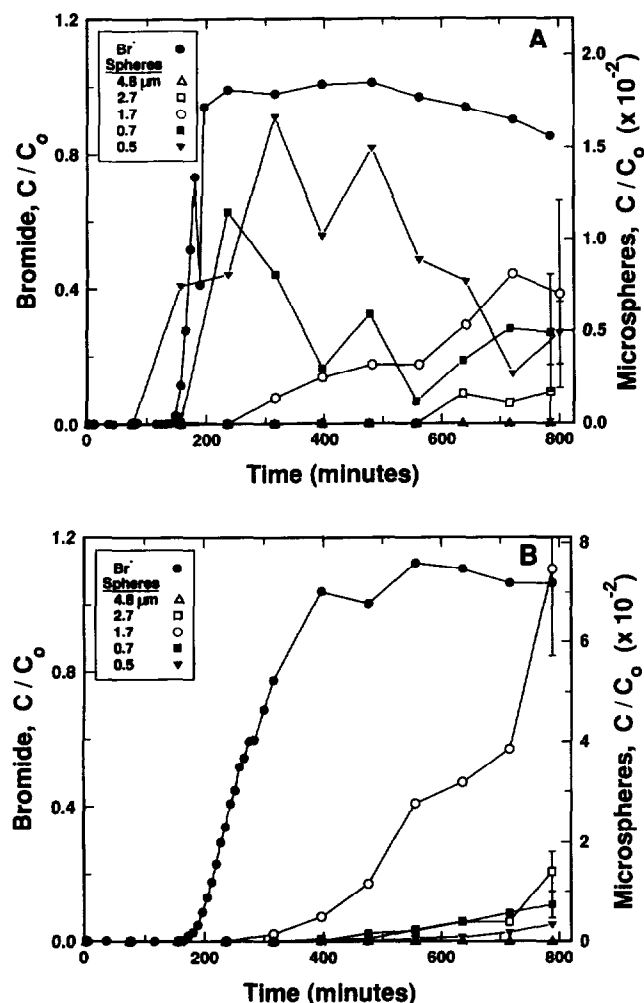 A
Br⁻
Spheres
4.8 µm
2.7
1.7
0.7
0.5
Bromide, C / Cₒ
1.2
0.8
0.4
0.0
Microspheres, C / Cₒ (x 10⁻²)
2.0
1.5
1.0
0.5
0.0
0 200 400 600 800
Time (minutes)
B
Br⁻
Spheres
4.8 µm
2.7
1.7
0.7
0.5
Bromide, C / Cₒ
1.2
0.8
0.4
0.0
Microspheres, C / Cₒ (x 10⁻²)
8
6
4
2
0
0 200 400 600 800
Time (minutes)